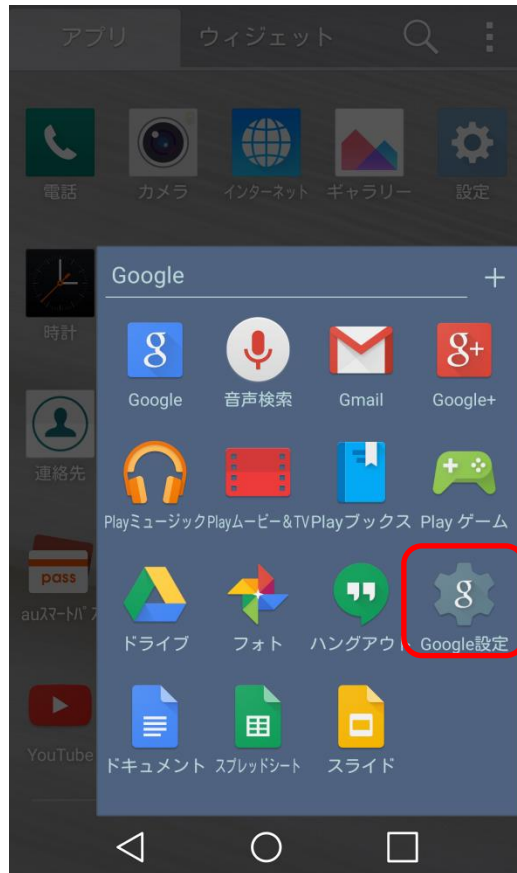 アプリ ウィジェット
電話 カメラ インターネット ギャラリー 設定
時計
Google
Google 音声検索 Gmail Google+
連絡先
Playミュージック Playムービー&TV Playブックス Play ゲーム
pass
auスマートパス
ドライブ フォト ハングアウト Google設定
YouTube
ドキュメント スプレッドシート スライド